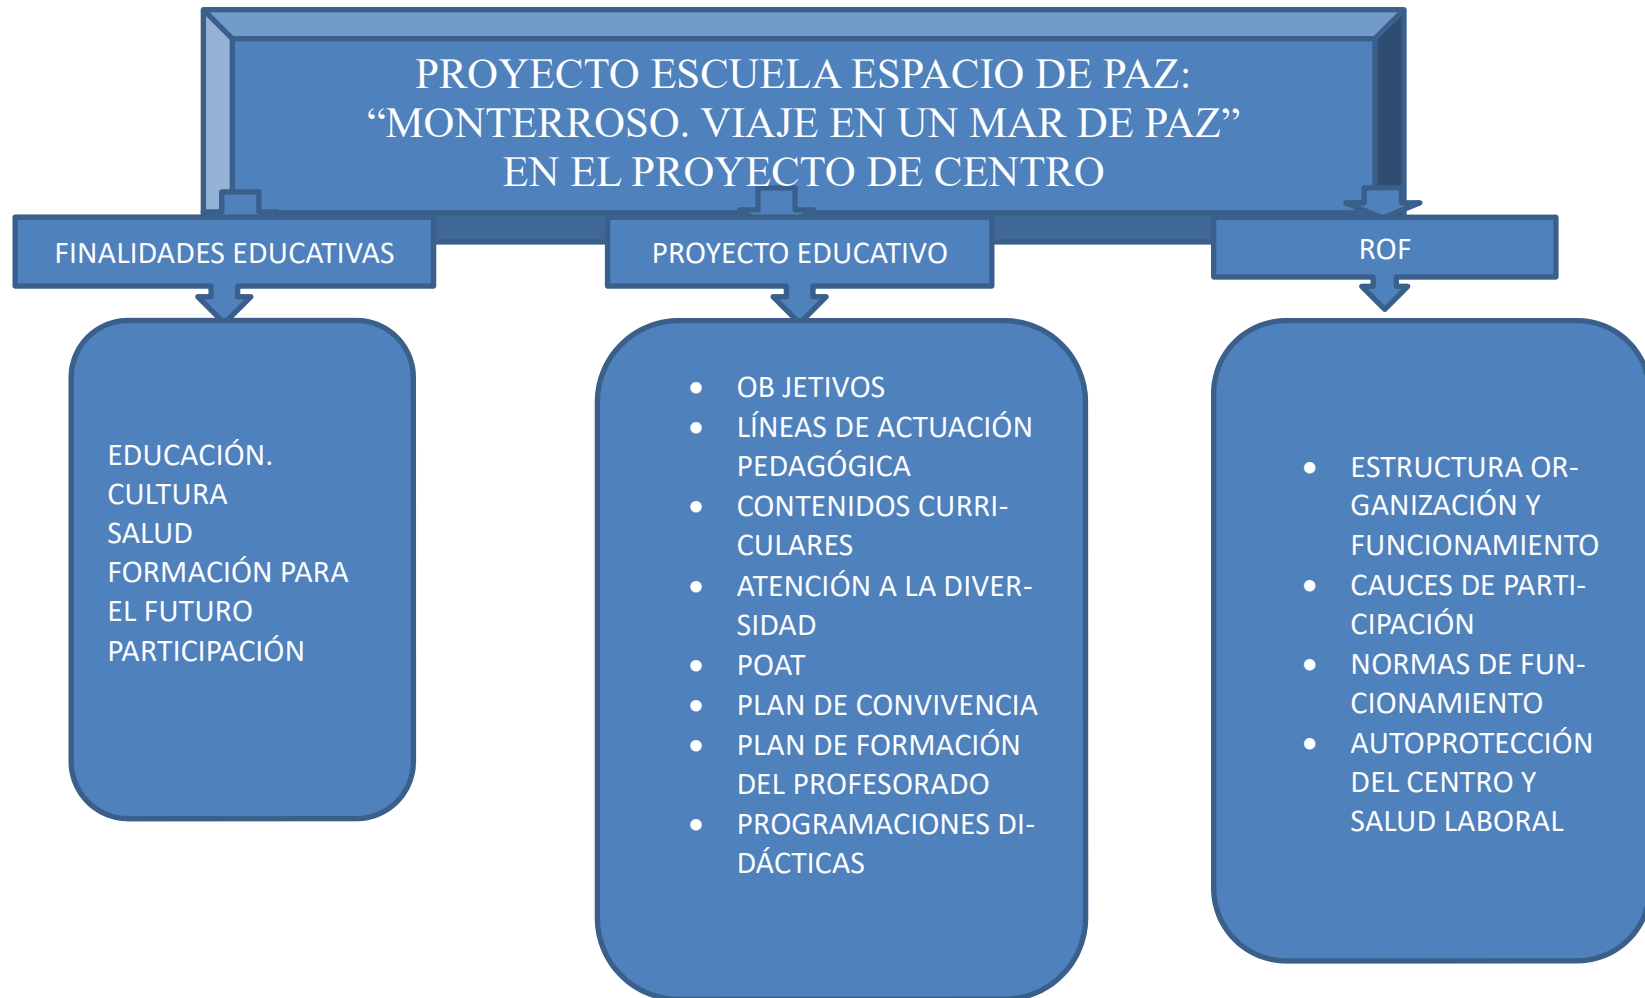 PROYECTO ESCUELA ESPACIO DE PAZ:
“MONTERROSO. VIAJE EN UN MAR DE PAZ”
EN EL PROYECTO DE CENTRO
FINALIDADES EDUCATIVAS
EDUCACIÓN.
CULTURA
SALUD
FORMACIÓN PARA
EL FUTURO
PARTICIPACIÓN
PROYECTO EDUCATIVO
• OB JETIVOS
• LÍNEAS DE ACTUACIÓN
PEDAGÓGICA
• CONTENIDOS CURRI-
CULARES
• ATENCIÓN A LA DIVER-
SIDAD
• POAT
• PLAN DE CONVIVENCIA
• PLAN DE FORMACIÓN
DEL PROFESORADO
• PROGRAMACIONES DI-
DÁCTICAS
ROF
• ESTRUCTURA OR-
GANIZACIÓN Y
FUNCIONAMIENTO
• CAUCES DE PARTI-
CIPACIÓN
• NORMAS DE FUN-
CIONAMIENTO
• AUTOPROTECCIÓN
DEL CENTRO Y
SALUD LABORAL